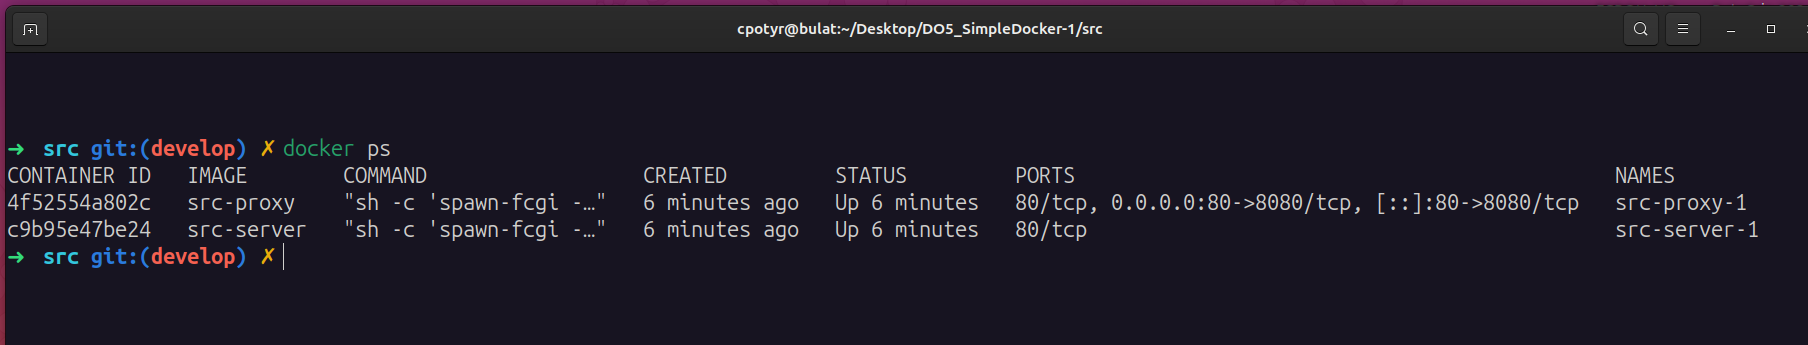 cpotyr@bulat:~/Desktop/DO5_SimpleDocker-1/src
➜ src git:(develop) ✗ docker ps
CONTAINER ID IMAGE COMMAND CREATED STATUS PORTS NAMES
4f52554a802c src-proxy "sh -c 'spawn-fcgi -…" 6 minutes ago Up 6 minutes 80/tcp, 0.0.0.0:80->8080/tcp, [::]:80->8080/tcp src-proxy-1
c9b95e47be24 src-server "sh -c 'spawn-fcgi -…" 6 minutes ago Up 6 minutes 80/tcp src-server-1
➜ src git:(develop) ✗